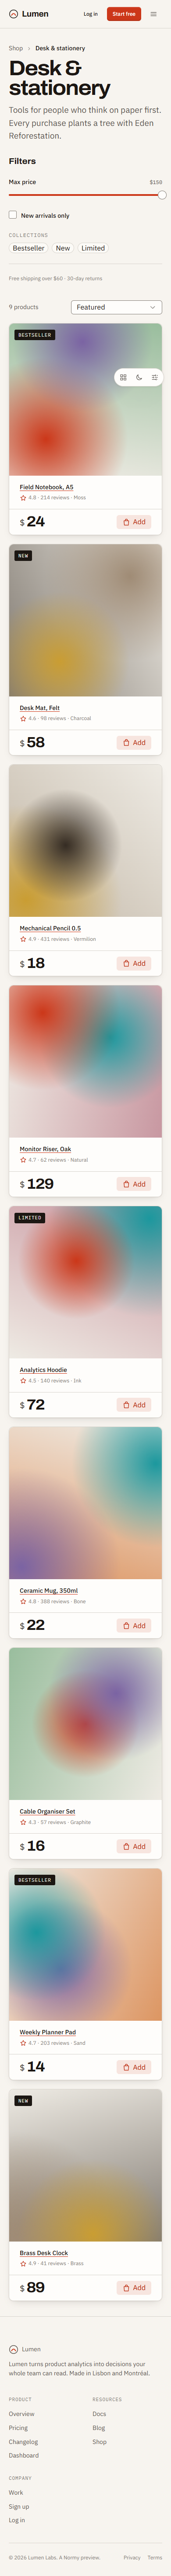 Lumen
Log in
Start free
Shop › Desk & stationery
Desk &
stationery
Tools for people who think on paper first.
Every purchase plants a tree with Eden
Reforestation.
Filters
Max price
$150
New arrivals only
COLLECTIONS
Bestseller
New
Limited
Free shipping over $60 · 30-day returns
9 products
Featured
BESTSELLER
Field Notebook, A5
4.8 · 214 reviews · Moss
$ 24
Add
NEW
Desk Mat, Felt
4.6 · 98 reviews · Charcoal
$ 58
Add
Mechanical Pencil 0.5
4.9 · 431 reviews · Vermilion
$ 18
Add
Monitor Riser, Oak
4.7 · 62 reviews · Natural
$ 129
Add
LIMITED
Analytics Hoodie
4.5 · 140 reviews · Ink
$ 72
Add
Ceramic Mug, 350ml
4.8 · 388 reviews · Bone
$ 22
Add
Cable Organiser Set
4.3 · 57 reviews · Graphite
$ 16
Add
BESTSELLER
Weekly Planner Pad
4.7 · 203 reviews · Sand
$ 14
Add
NEW
Brass Desk Clock
4.9 · 41 reviews · Brass
$ 89
Add
Lumen
Lumen turns product analytics into decisions your
whole team can read. Made in Lisbon and Montréal.
PRODUCT
Overview
Pricing
Changelog
Dashboard
RESOURCES
Docs
Blog
Shop
COMPANY
Work
Sign up
Log in
© 2026 Lumen Labs. A Normy preview.
Privacy
Terms